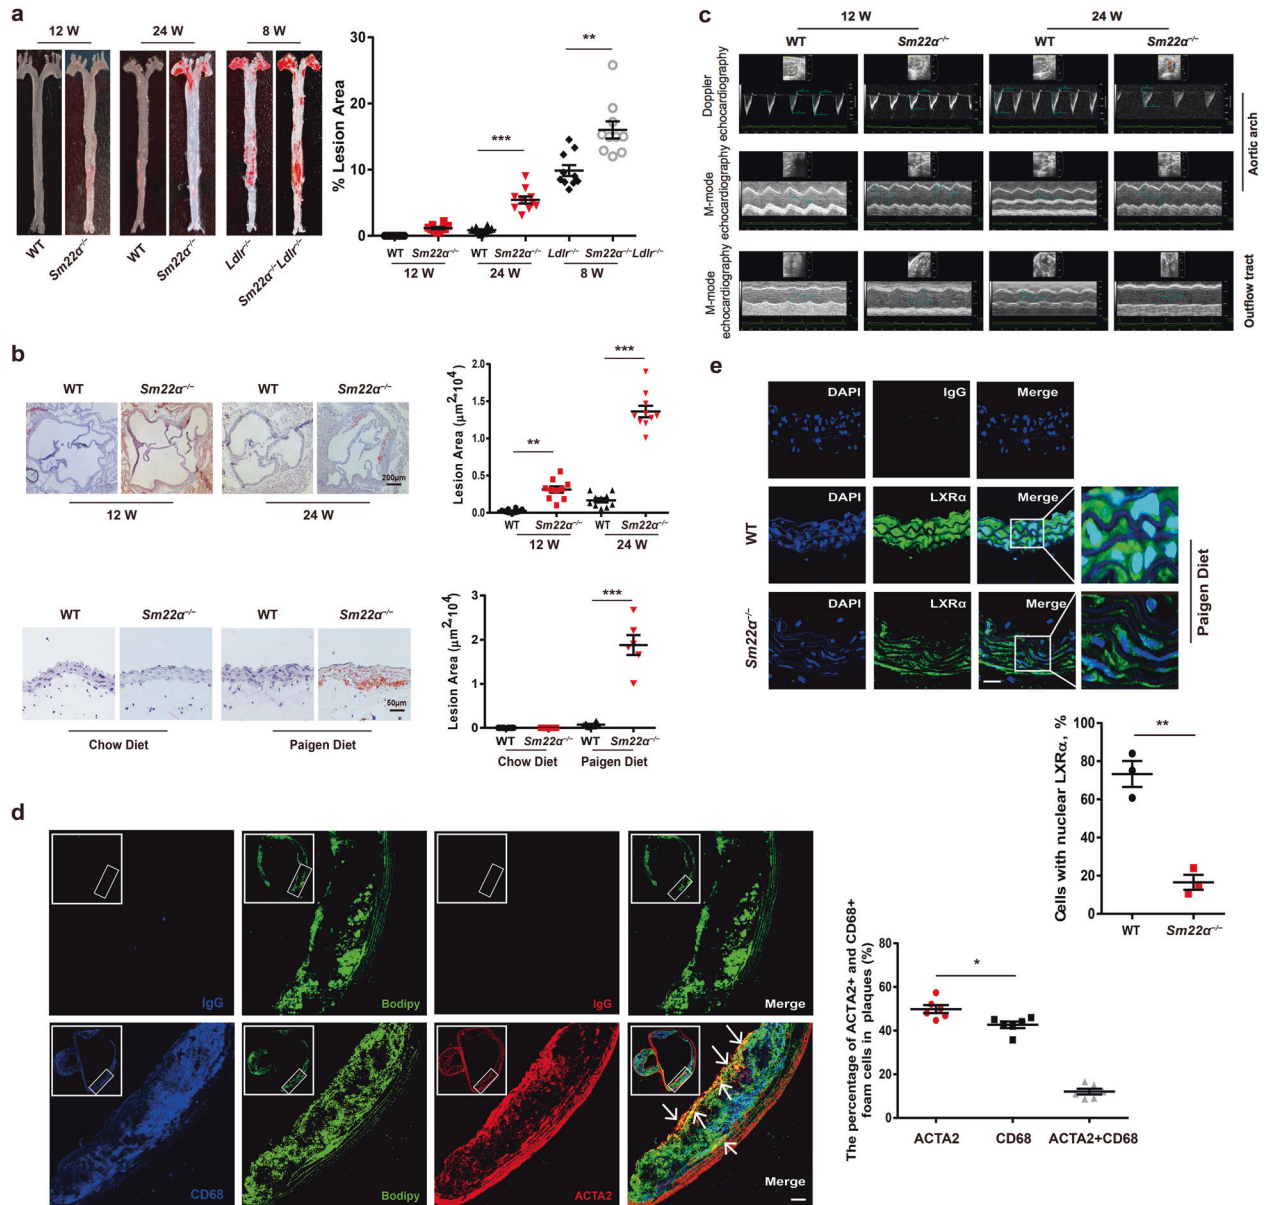 a
12 W
24 W
8 W
WT
Sm22α⁻/⁻
WT
Sm22α⁻/⁻
Ldlr⁻/⁻
Sm22α⁻/⁻Ldlr⁻/⁻
% Lesion Area
30
20
10
0
***
**
WT Sm22α⁻/⁻ WT Sm22α⁻/⁻ Ldlr⁻/⁻ Sm22α⁻/⁻Ldlr⁻/⁻
12 W 24 W 8 W
c
12 W 24 W
WT Sm22α⁻/⁻ WT Sm22α⁻/⁻
Doppler
echocardiography
M-mode
echocardiography
M-mode
echocardiography
Aortic arch
Outflow tract
b
WT Sm22α⁻/⁻ WT Sm22α⁻/⁻
200μm
12 W 24 W
Lesion Area (μm²*10⁴)
2.0
1.5
1.0
0.5
0.0
**
***
WT Sm22α⁻/⁻ WT Sm22α⁻/⁻
12 W 24 W
WT Sm22α⁻/⁻ WT Sm22α⁻/⁻
50μm
Chow Diet Paigen Diet
Lesion Area (μm²*10⁴)
3
2
1
0
***
WT Sm22α⁻/⁻ WT Sm22α⁻/⁻
Chow Diet Paigen Diet
e
DAPI IgG Merge
DAPI LXRα Merge
DAPI LXRα Merge
WT
Sm22α⁻/⁻
Paigen Diet
Cells with nuclear LXRα, %
100
80
60
40
20
0
**
WT Sm22α⁻/⁻
d
IgG Bodipy IgG Merge
CD68 Bodipy ACTA2 Merge
The percentage of ACTA2+ and CD68+
foam cells in plaques (%)
80
60
40
20
0
*
ACTA2 CD68 ACTA2+CD68